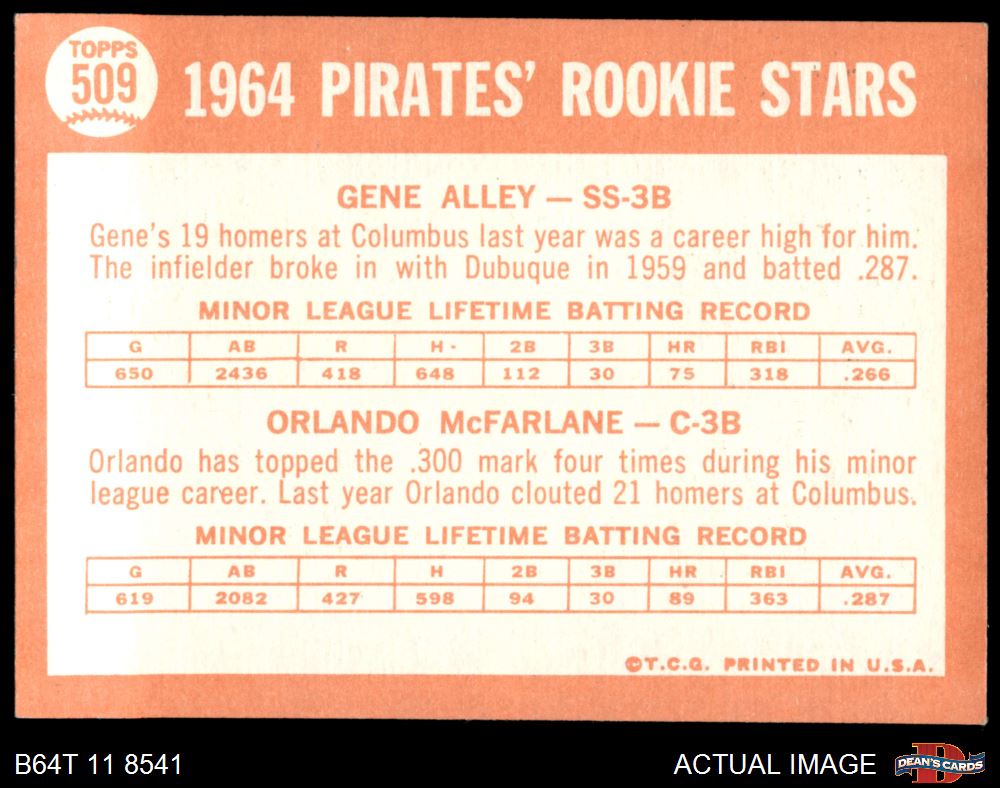 TOPPS
509
1964 PIRATES' ROOKIE STARS
GENE ALLEY — SS-3B
Gene's 19 homers at Columbus last year was a career high for him.
The infielder broke in with Dubuque in 1959 and batted .287.
MINOR LEAGUE LIFETIME BATTING RECORD
G AB R H 2B 3B HR RBI AVG.
650 2436 418 648 112 30 75 318 .266
ORLANDO McFARLANE — C-3B
Orlando has topped the .300 mark four times during his minor
league career. Last year Orlando clouted 21 homers at Columbus.
MINOR LEAGUE LIFETIME BATTING RECORD
G AB R H 2B 3B HR RBI AVG.
619 2082 427 598 94 30 89 363 .287
©T.C.G. PRINTED IN U.S.A.
B64T 11 8541
ACTUAL IMAGE
DEAN'S CARDS